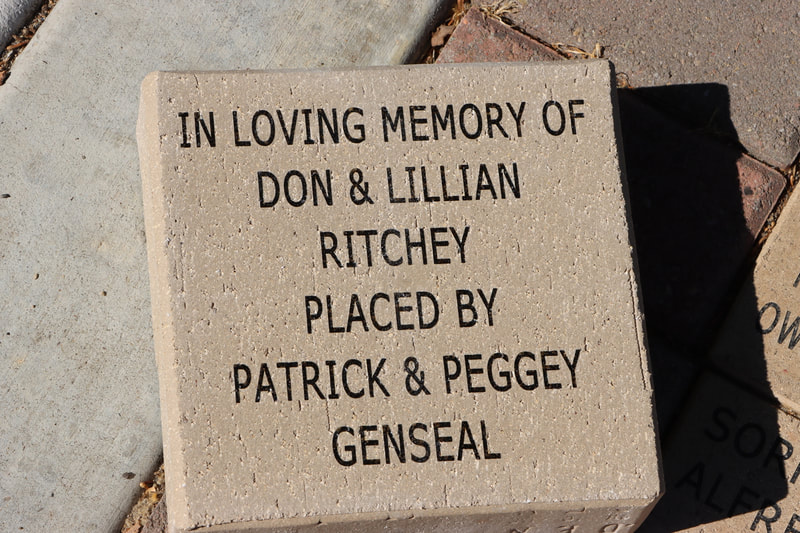 IN LOVING MEMORY OF
DON & LILLIAN
RITCHEY
PLACED BY
PATRICK & PEGGEY
GENSEAL